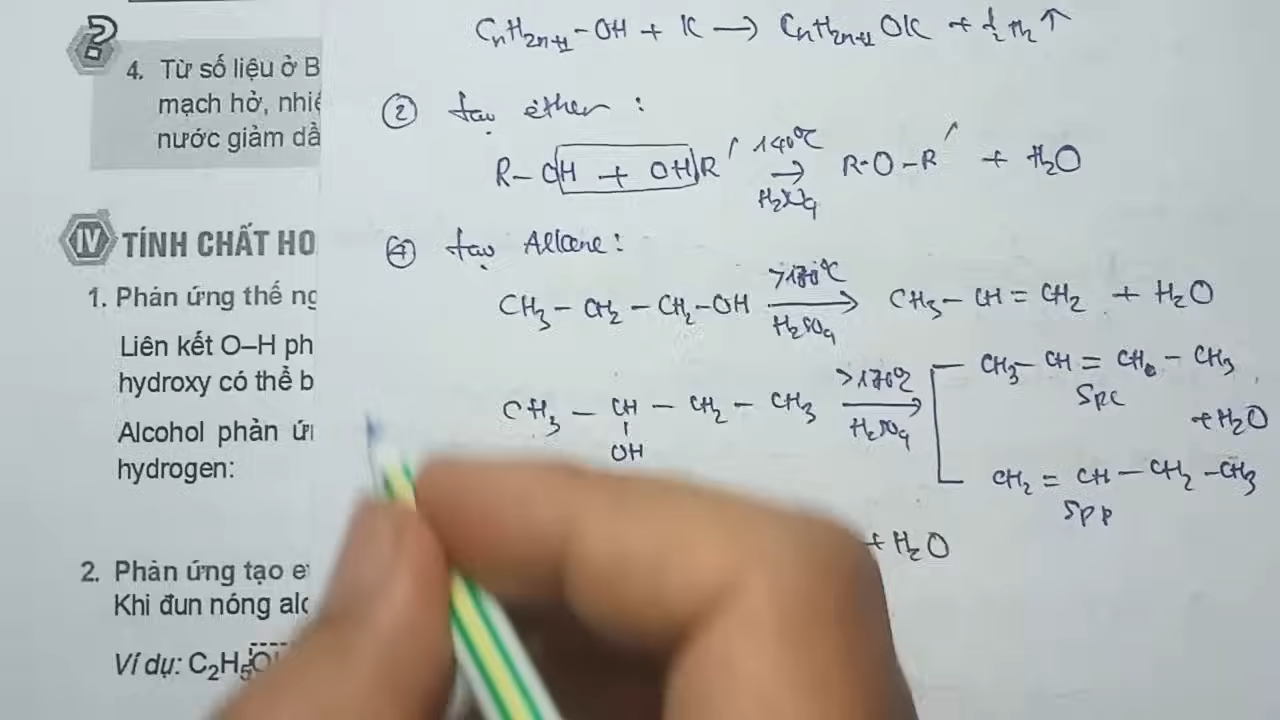 4. Từ số liệu ở B
mạch hở, nhiề
nước giảm dầ
IV TÍNH CHẤT HO
1. Phản ứng thế ng
Liên kết O–H ph
hydroxy có thể b
Alcohol phản ứ
hydrogen:
2. Phản ứng tạo e
Khi đun nóng alc
Ví dụ: C₂H₅O
CₙH₂ₙ₊₁–OH + K → CₙH₂ₙ₊₁OK + ½H₂↑
② tạo ether :
R–OH + OHR' 140°C → H₂SO₄ R-O–R' + H₂O
tạo Alkene:
CH₃–CH₂–CH₂–OH >170°C → H₂SO₄ CH₃–CH=CH₂ + H₂O
CH₃–CH–CH₂–CH₃ >170°C → H₂SO₄
OH
CH₃–CH=CH–CH₃
SPC
+H₂O
CH₂=CH–CH₂–CH₃
SPP
+H₂O